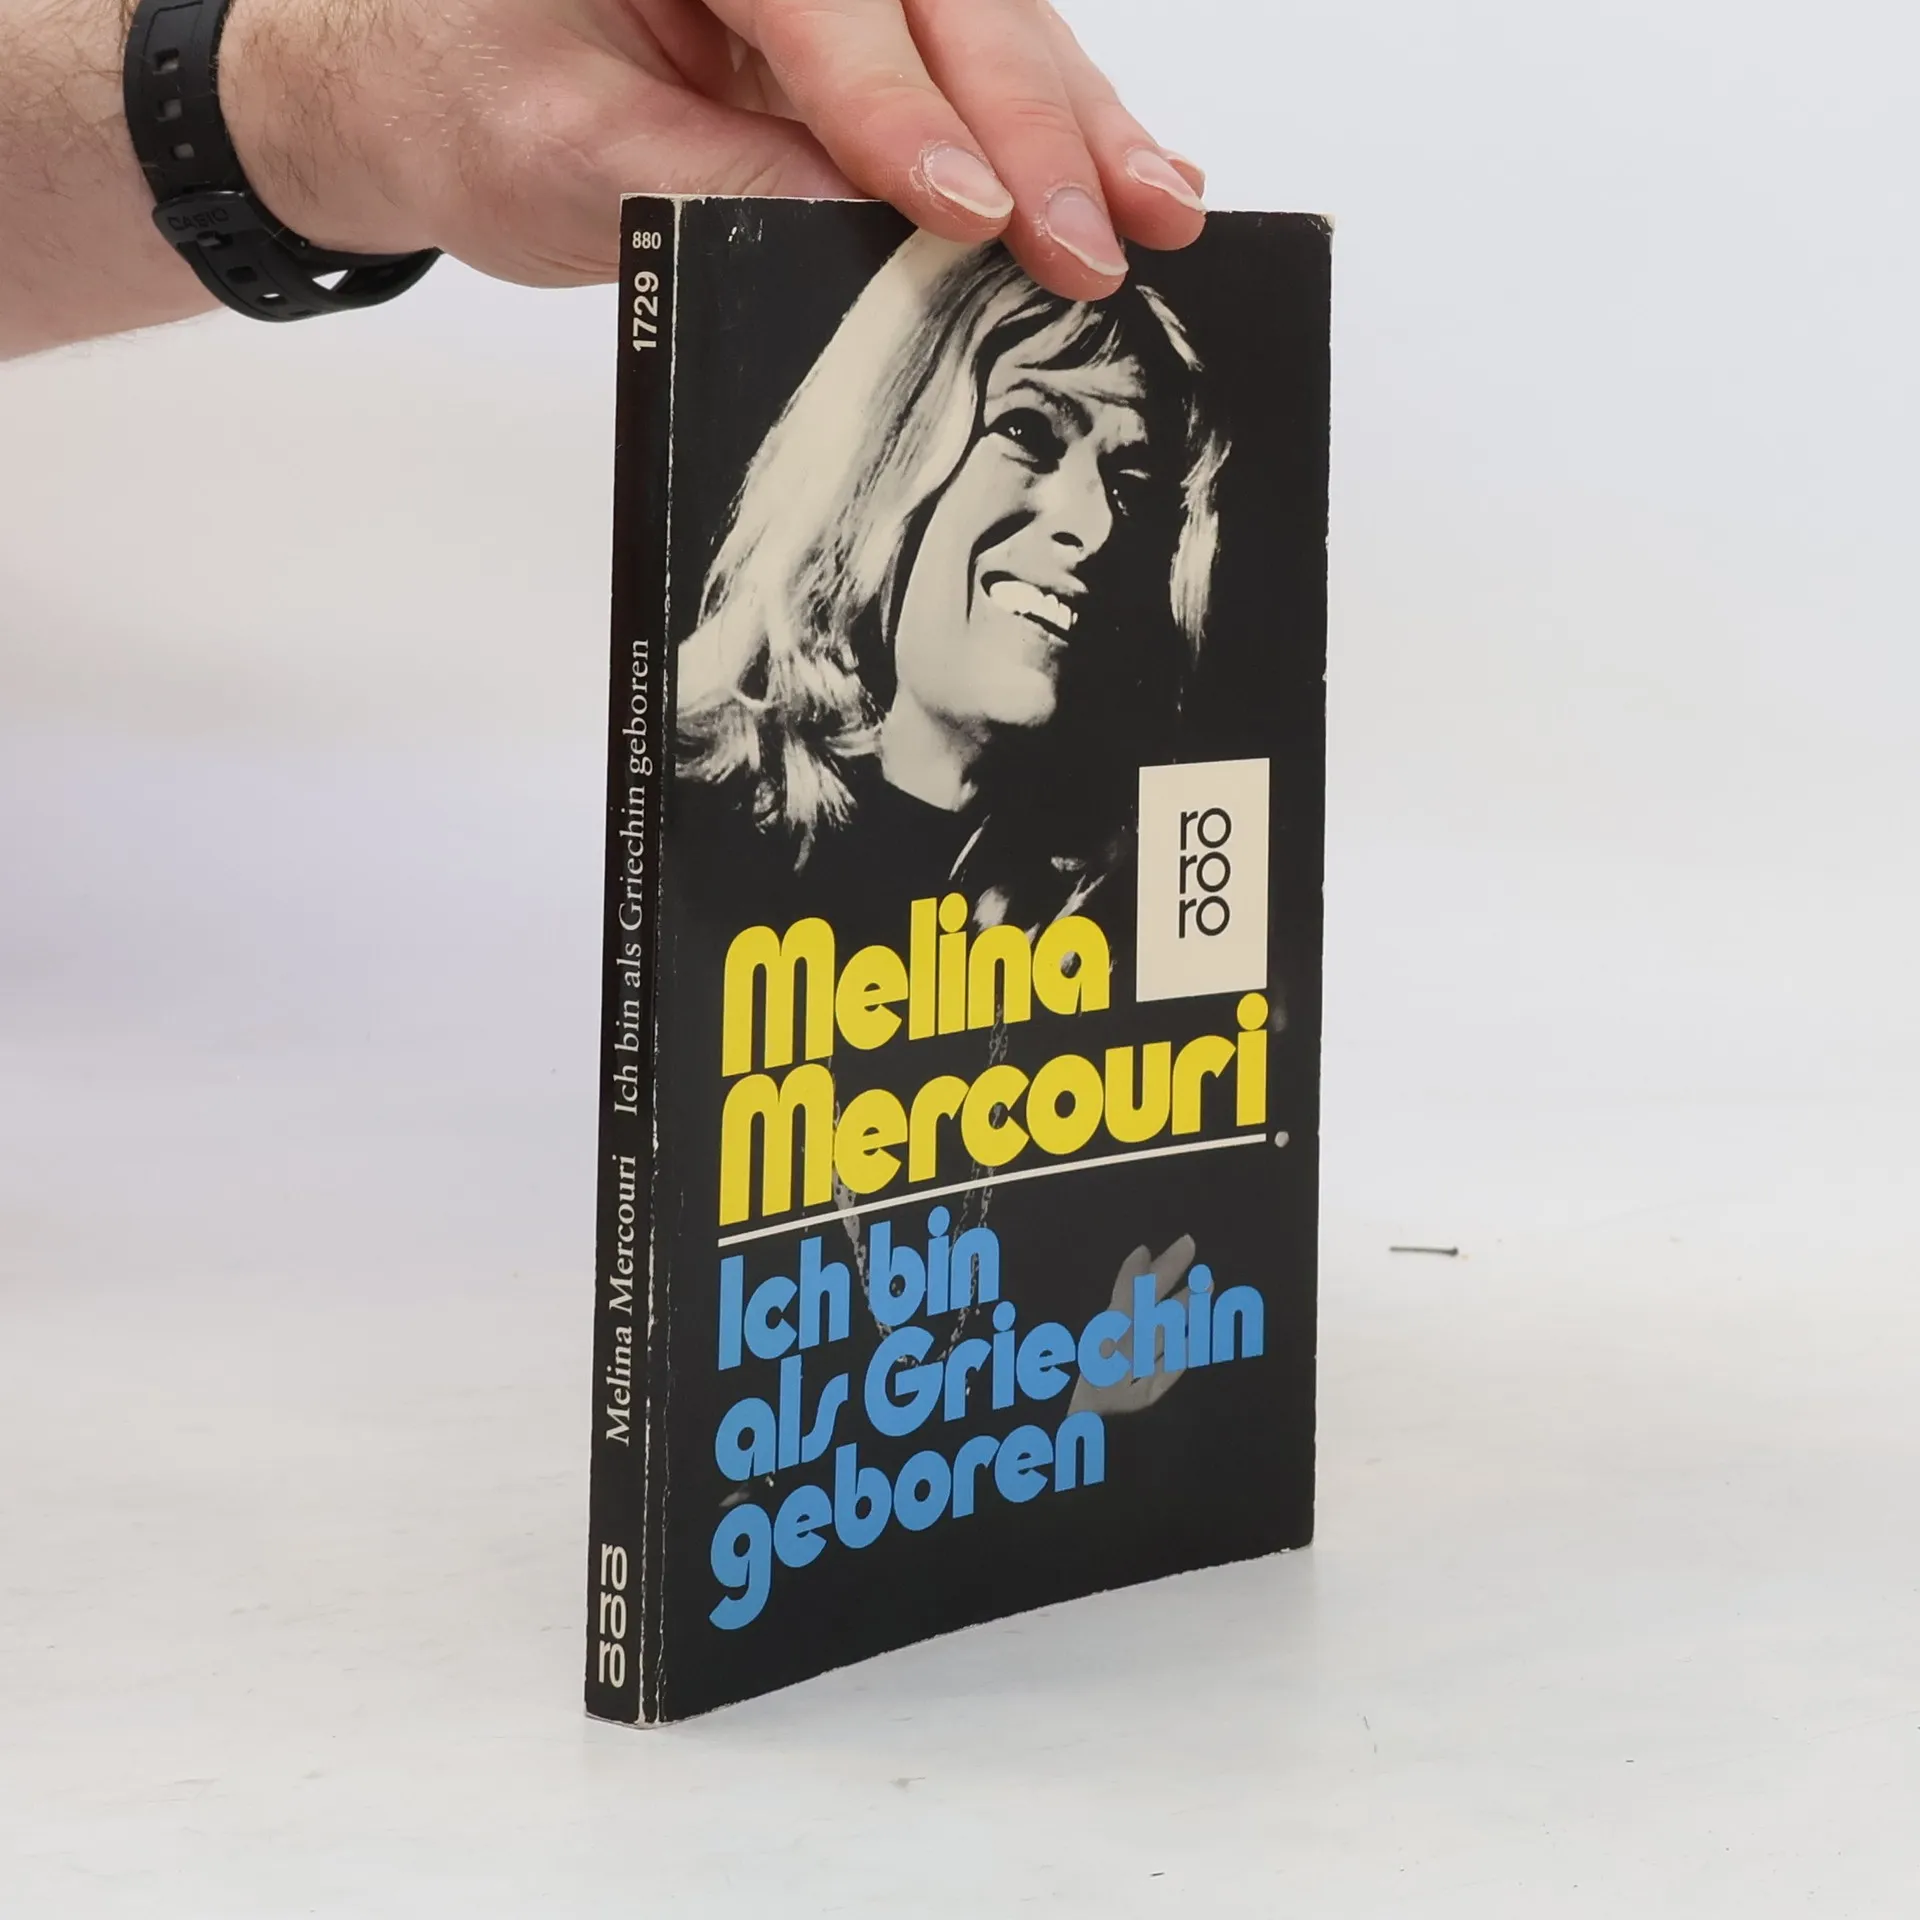 CASIO
880
1729
Melina Mercouri Ich bin als Griechin geboren
ro
ro
ro
ro
ro
ro
Melina
Mercouri
Ich bin
als Griechin
geboren